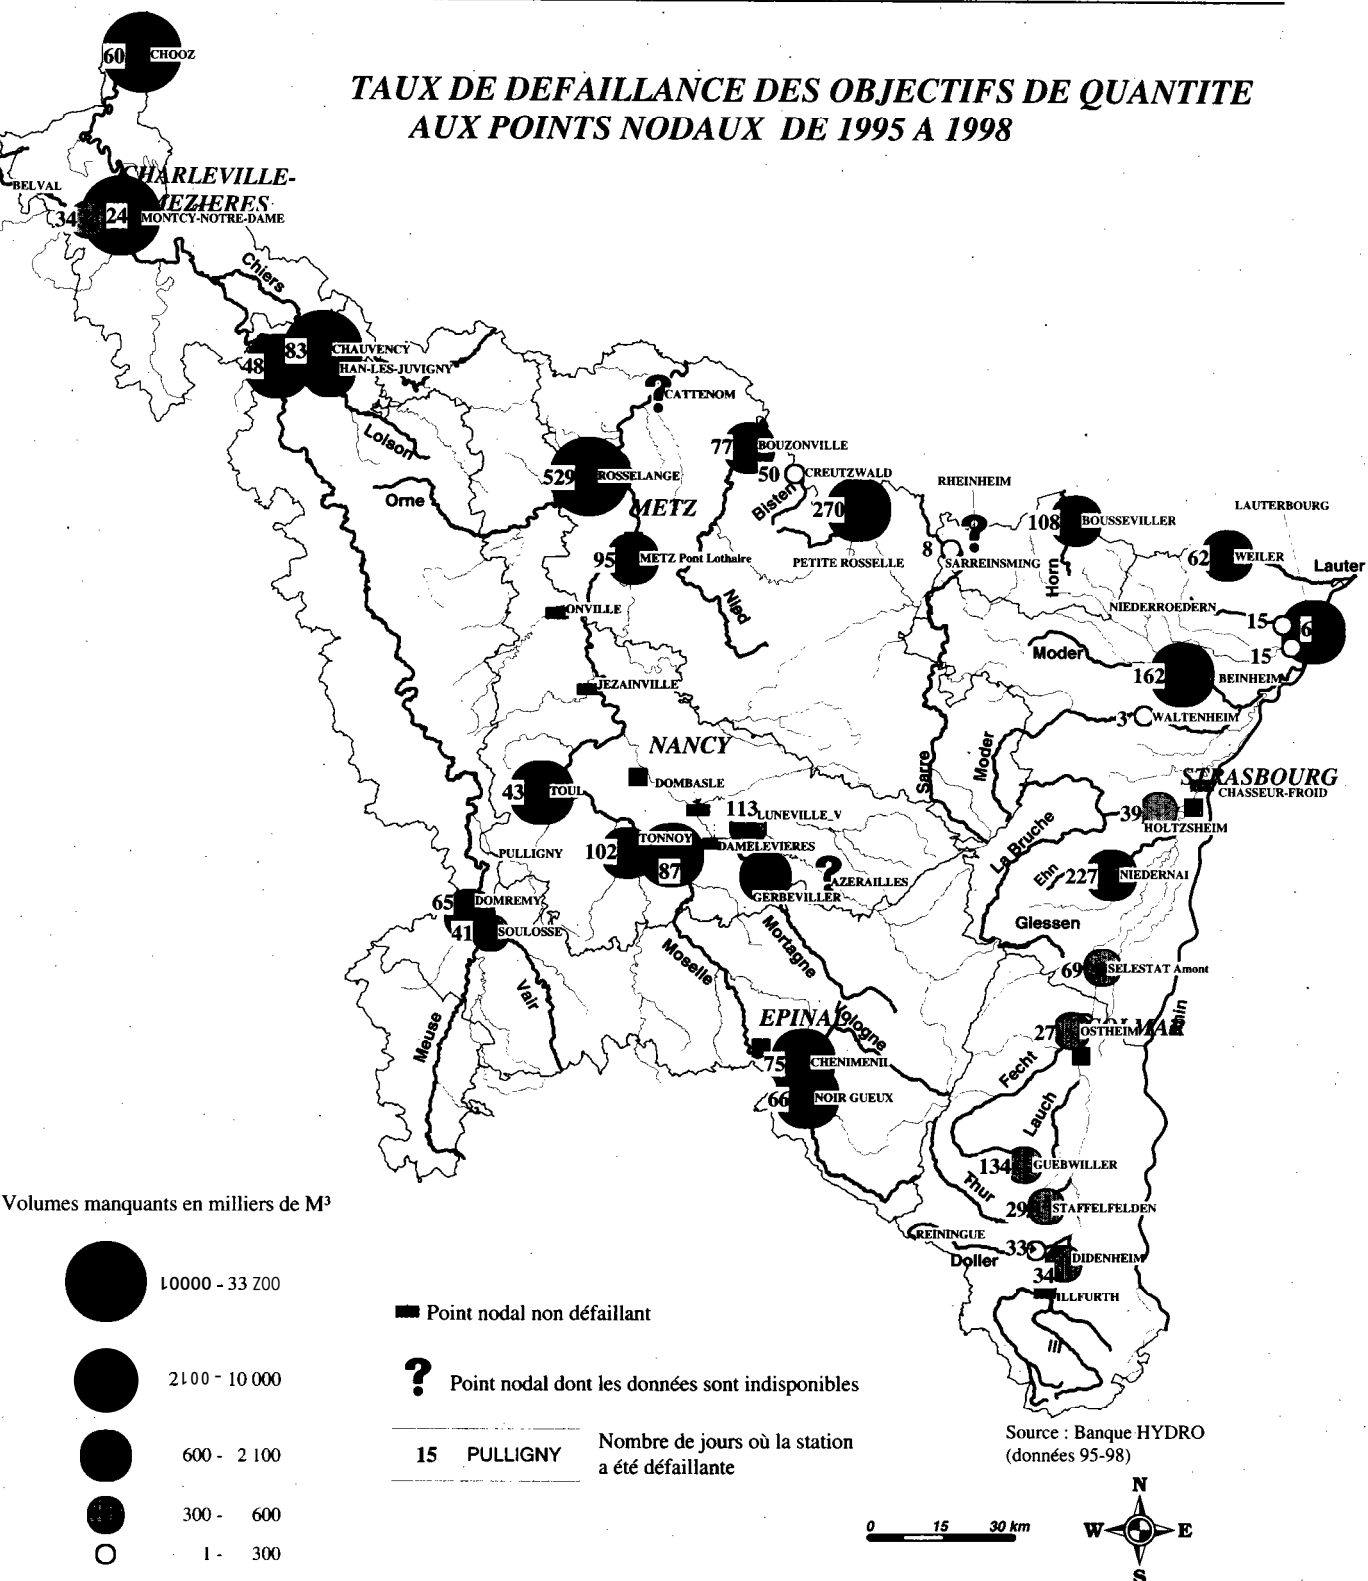 TAUX DE DEFAILLANCE DES OBJECTIFS DE QUANTITE
AUX POINTS NODAUX DE 1995 A 1998
60 CHOOZ
BELVAL
CHARLEVILLE-
MEZIERES
34
24 MONTCY-NOTRE-DAME
Chiers
83 CHAUVENCY
48
HAN-LES-JUVIGNY
Loison
? CATTENOM
77 BOUZONVILLE
50 CREUTZWALD
529 ROSSELANGE
Orne
METZ
Bisten
270
PETITE ROSSELLE
RHEINHEIM
?
8
SARREINSMING
108 BOUSSEVILLER
Horn
LAUTERBOURG
62 WEILER
Lauter
95 METZ Pont Lothaire
Nied
NIEDERROEDERN
15
6
15
BEINHEIM
Moder
162
ONVILLE
JEZAINVILLE
3 WALTENHEIM
NANCY
Sarre
Moder
STRASBOURG
CHASSEUR-FROID
43 TOUL
DOMBASLE
113 LUNEVILLE_V
39
HOLTZSHEIM
La Bruche
TONNOY
DAMELEVIERES
PULLIGNY
102
87
? AZERAILLES
GERBEVILLER
Ehn
227 NIEDERNAI
65 DOMREMY
41 SOULOSSE
Giessen
Mortagne
Moselle
69 SELESTAT Amont
Vair
Meuse
EPINAL
Vologne
27 OSTHEIM
COLMAR
Rhin
75 CHENIMENIL
Fecht
66 NOIR GUEUX
Lauch
134 GUEBWILLER
Thur
29 STAFFELFELDEN
REININGUE
33
Doller
DIDENHEIM
34
ILLFURTH
Ill
Volumes manquants en milliers de M³
10000 - 33 700
2100 - 10 000
600 - 2 100
300 - 600
1 - 300
Point nodal non défaillant
? Point nodal dont les données sont indisponibles
15 PULLIGNY
Nombre de jours où la station
a été défaillante
Source : Banque HYDRO
(données 95-98)
0 15 30 km
N
W E
S